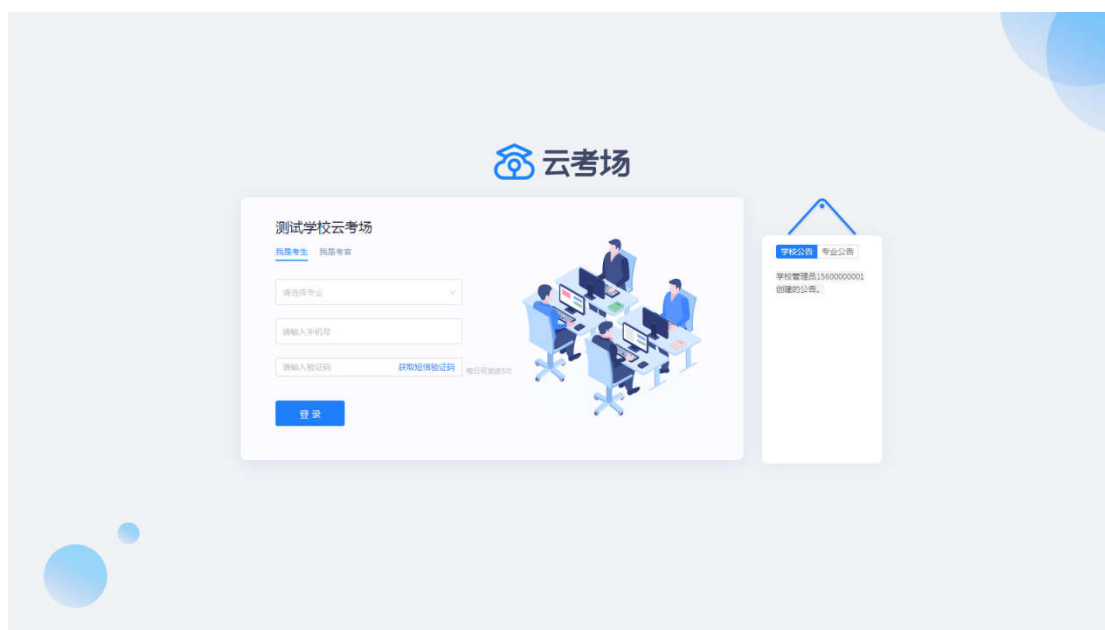 云考场
测试学校云考场
我是考生 我是考官
请选择专业
请输入手机号
请输入验证码 获取短信验证码 每日可发送5次
登录
学校公告 专业公告
学校管理员15600000001
创建的公告。